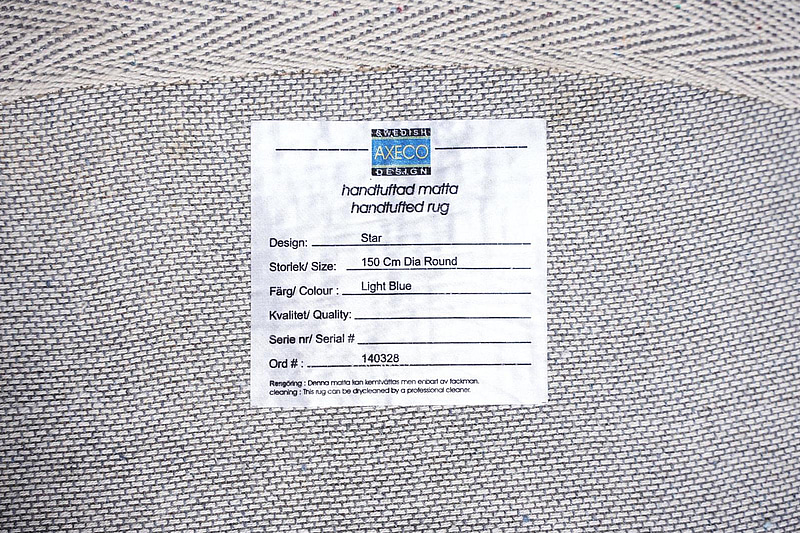 SWEDISH
AXECO
DESIGN
handtuftad matta
handtufted rug
Design: Star
Storlek/ Size: 150 Cm Dia Round
Färg/ Colour : Light Blue
Kvalitet/ Quality:
Serie nr/ Serial #
Ord # : 140328
Rengöring : Denna matta kan kemtvättas men enbart av fackman.
cleaning : This rug can be drycleaned by a professional cleaner.